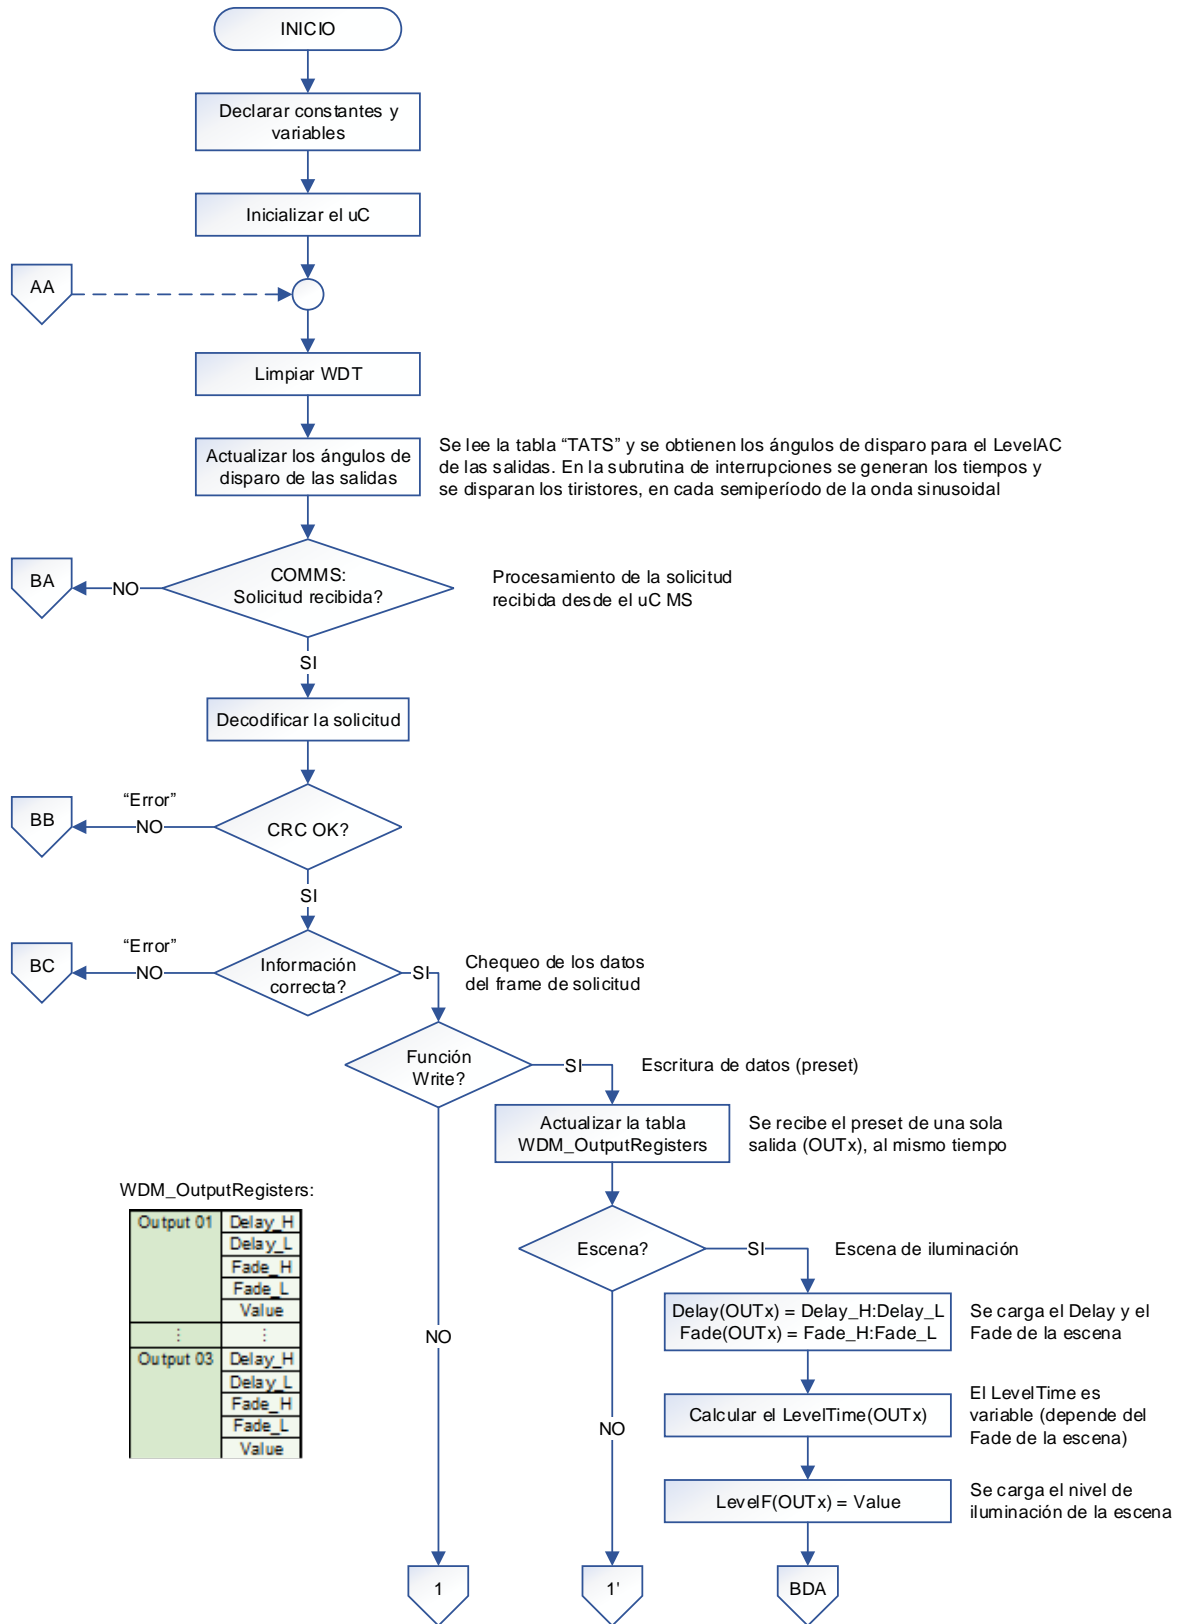 INICIO
Declarar constantes y
variables
Inicializar el uC
AA
Limpiar WDT
Actualizar los ángulos de
disparo de las salidas
Se lee la tabla “TATS” y se obtienen los ángulos de disparo para el LevelAC
de las salidas. En la subrutina de interrupciones se generan los tiempos y
se disparan los tiristores, en cada semiperíodo de la onda sinusoidal
BA
NO
COMMS:
Solicitud recibida?
Procesamiento de la solicitud
recibida desde el uC MS
SI
Decodificar la solicitud
BB
“Error”
NO
CRC OK?
SI
BC
“Error”
NO
Información
correcta?
SI
Chequeo de los datos
del frame de solicitud
Función
Write?
SI
Escritura de datos (preset)
Actualizar la tabla
WDM_OutputRegisters
Se recibe el preset de una sola
salida (OUTx), al mismo tiempo
WDM_OutputRegisters:
Output 01
Delay_H
Delay_L
Fade_H
Fade_L
Value
⋮
⋮
Output 03
Delay_H
Delay_L
Fade_H
Fade_L
Value
Escena?
SI
Escena de iluminación
Delay(OUTx) = Delay_H:Delay_L
Fade(OUTx) = Fade_H:Fade_L
Se carga el Delay y el
Fade de la escena
NO
NO
Calcular el LevelTime(OUTx)
El LevelTime es
variable (depende del
Fade de la escena)
LevelF(OUTx) = Value
Se carga el nivel de
iluminación de la escena
1
1'
BDA